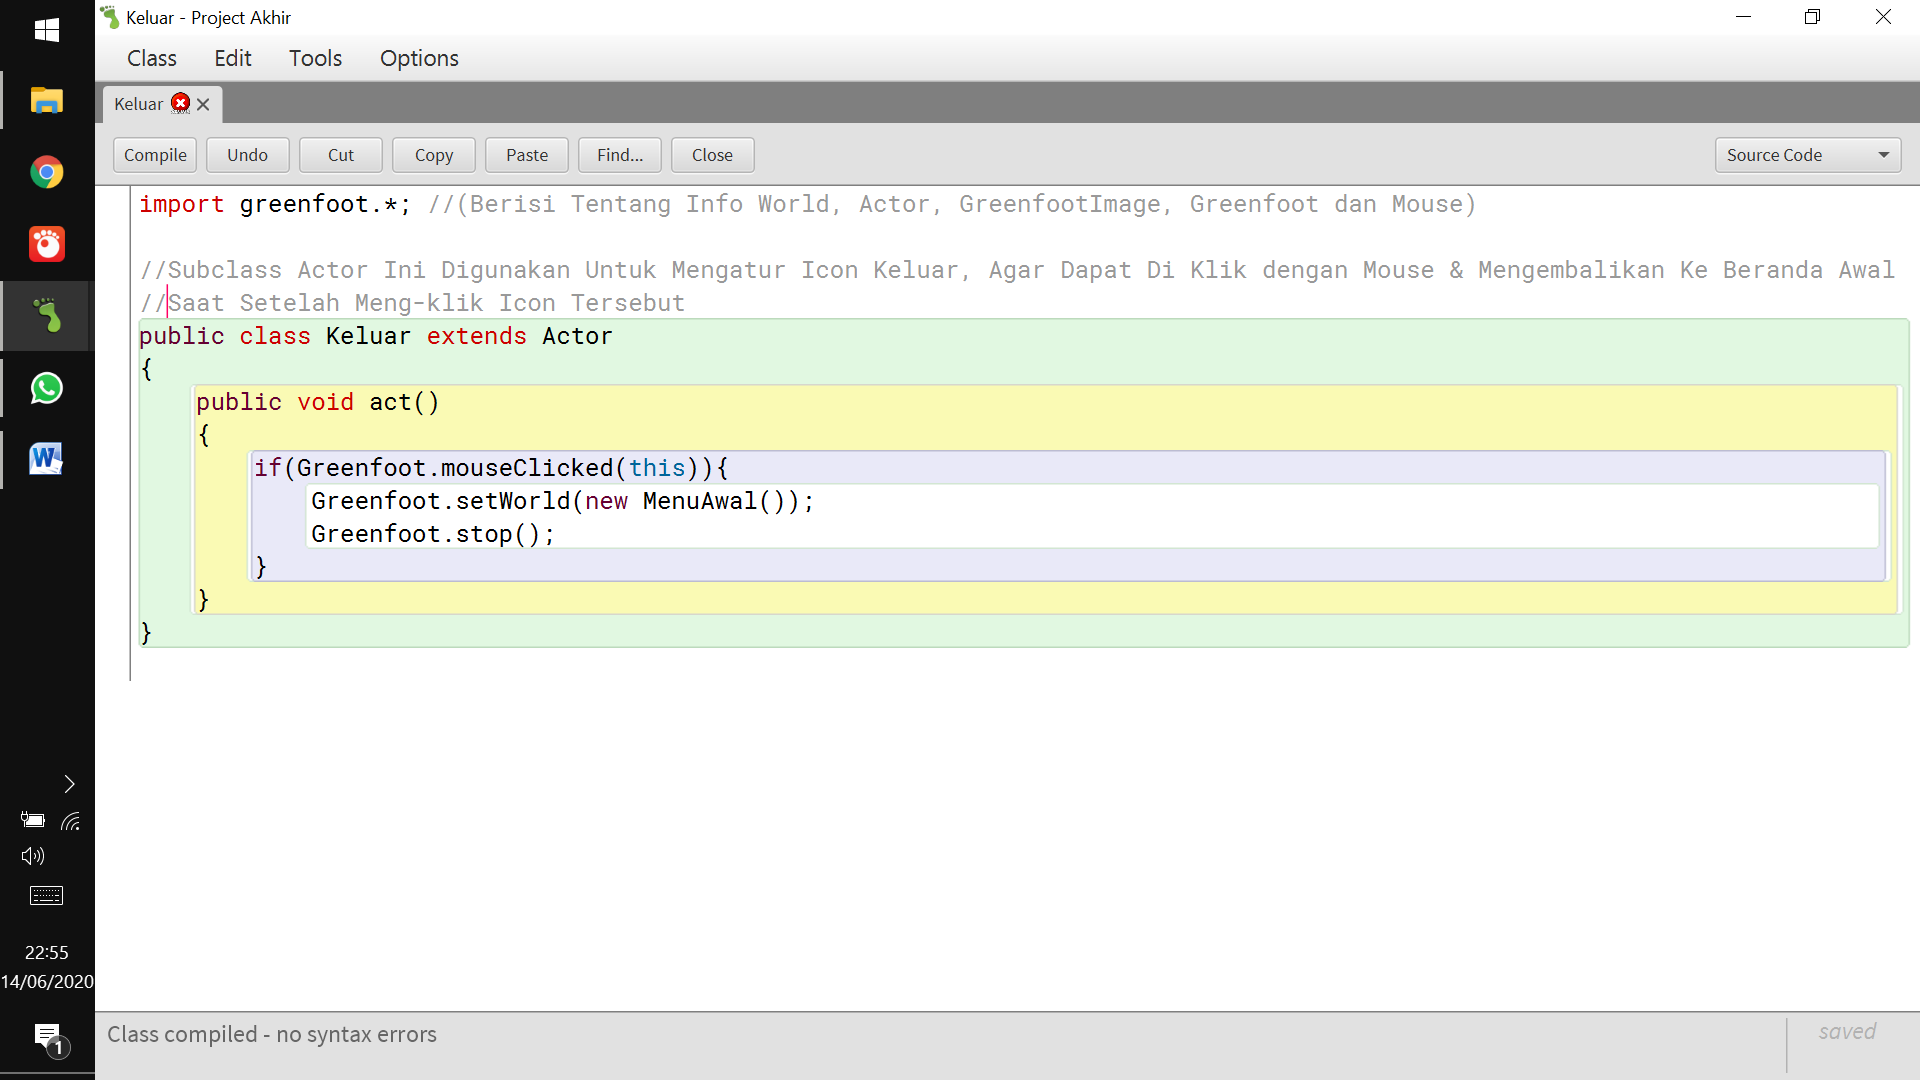 Keluar - Project Akhir
Class Edit Tools Options
Keluar
Compile Undo Cut Copy Paste Find... Close Source Code
import greenfoot.*; //(Berisi Tentang Info World, Actor, GreenfootImage, Greenfoot dan Mouse)
//Subclass Actor Ini Digunakan Untuk Mengatur Icon Keluar, Agar Dapat Di Klik dengan Mouse & Mengembalikan Ke Beranda Awal
//Saat Setelah Meng-klik Icon Tersebut
public class Keluar extends Actor
{
public void act()
{
if(Greenfoot.mouseClicked(this)){
Greenfoot.setWorld(new MenuAwal());
Greenfoot.stop();
}
}
}
22:55
14/06/2020
1
Class compiled - no syntax errors
saved